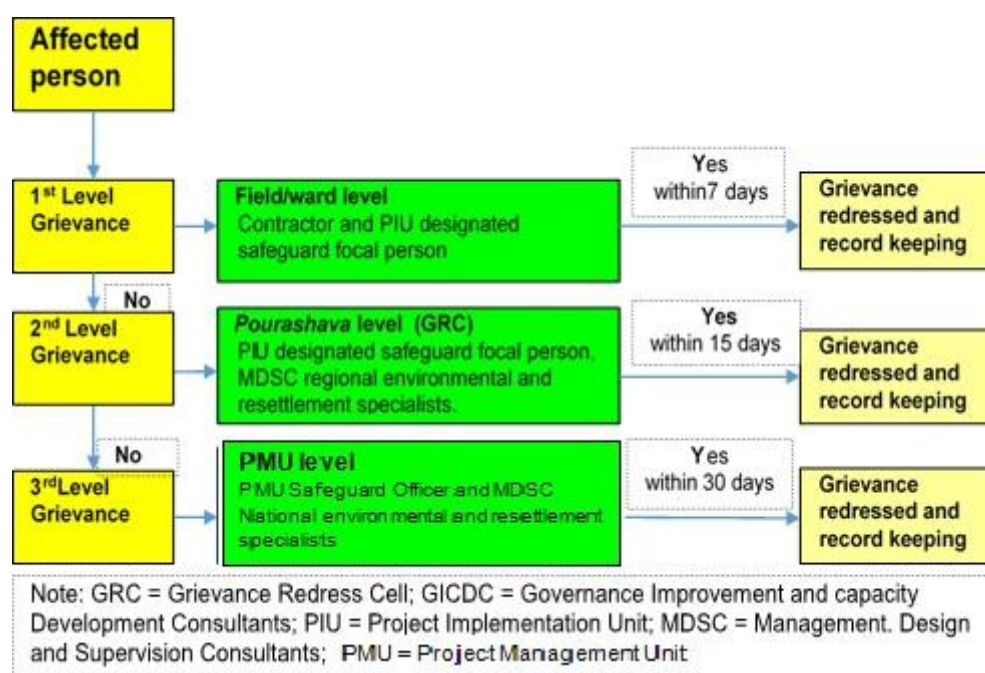 Affected
person
1st Level
Grievance
Field/ward level
Contractor and PIU designated
safeguard focal person
Yes
within7 days
Grievance
redressed and
record keeping
No
2nd Level
Grievance
Pourashava level (GRC)
PIU designated safeguard focal person,
MDSC regional environmental and
resettlement specialists.
Yes
within 15 days
Grievance
redressed and
record keeping
No
3rdLevel
Grievance
PMU level
PMU Safeguard Officer and MDSC
National environmental and resettlement
specialists
Yes
within 30 days
Grievance
redressed and
record keeping
Note: GRC = Grievance Redress Cell; GICDC = Governance Improvement and capacity
Development Consultants; PIU = Project Implementation Unit; MDSC = Management. Design
and Supervision Consultants; PMU = Project Management Unit